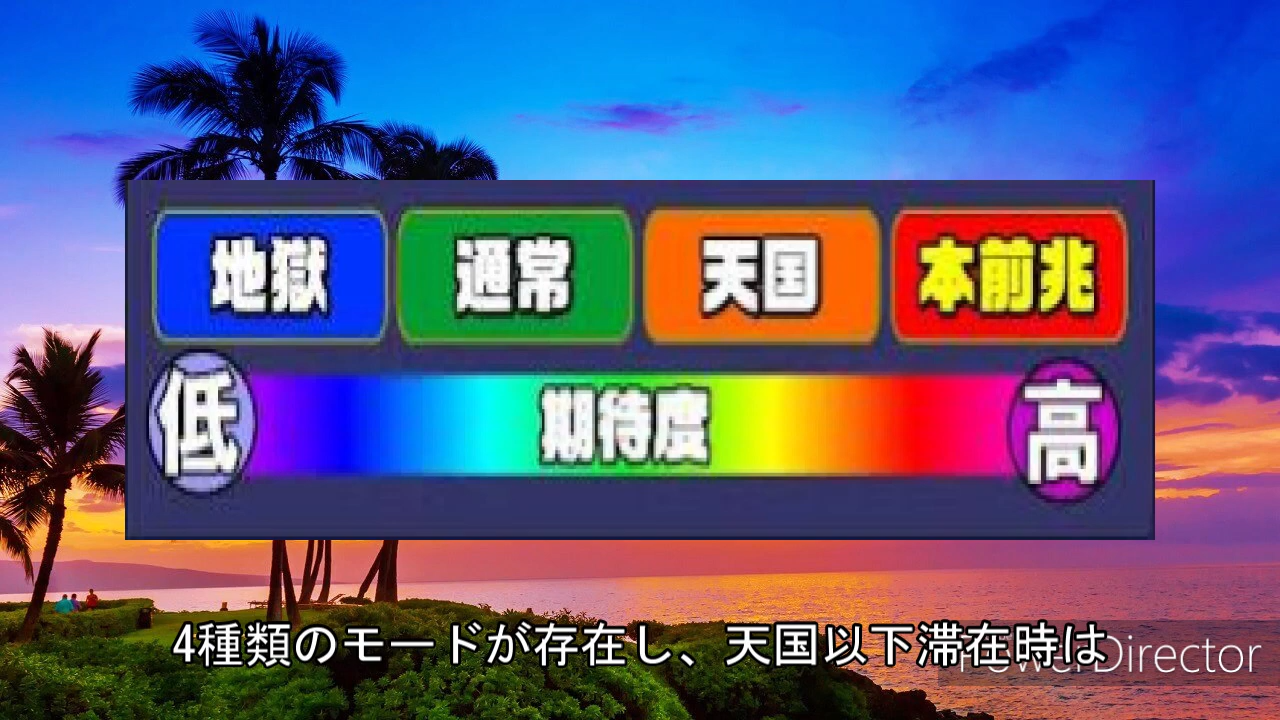 地獄 通常 天国 本前兆
低 期待度 高
4種類のモードが存在し、天国以下滞在時は
PowerDirector